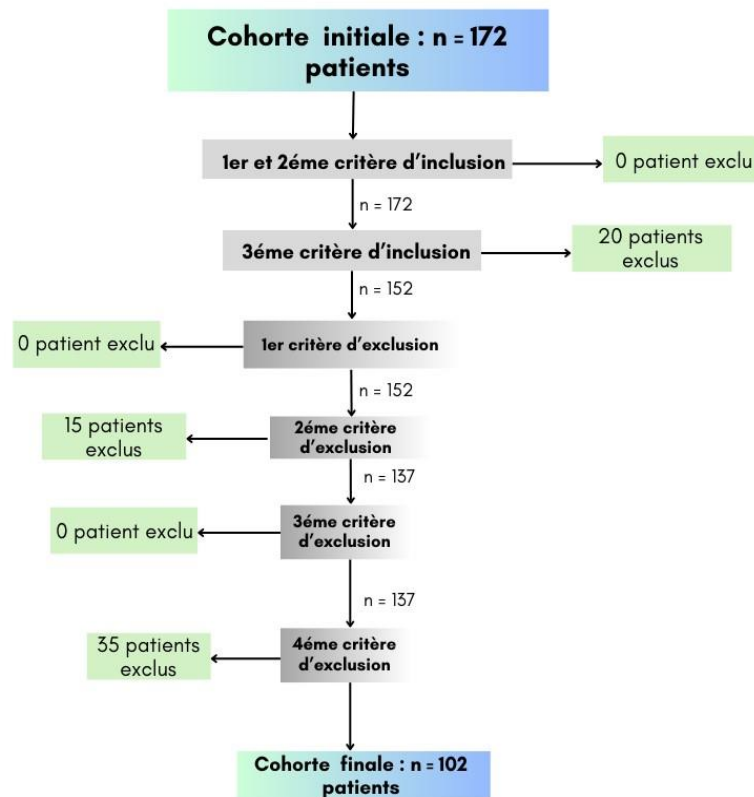 Cohorte initiale : n = 172
patients
1er et 2éme critère d'inclusion
0 patient exclu
n = 172
3éme critère d'inclusion
20 patients
exclus
n = 152
0 patient exclu
1er critère d'exclusion
n = 152
15 patients
exclus
2éme critère
d'exclusion
n = 137
0 patient exclu
3éme critère
d'exclusion
n = 137
35 patients
exclus
4éme critère
d'exclusion
Cohorte finale : n = 102
patients